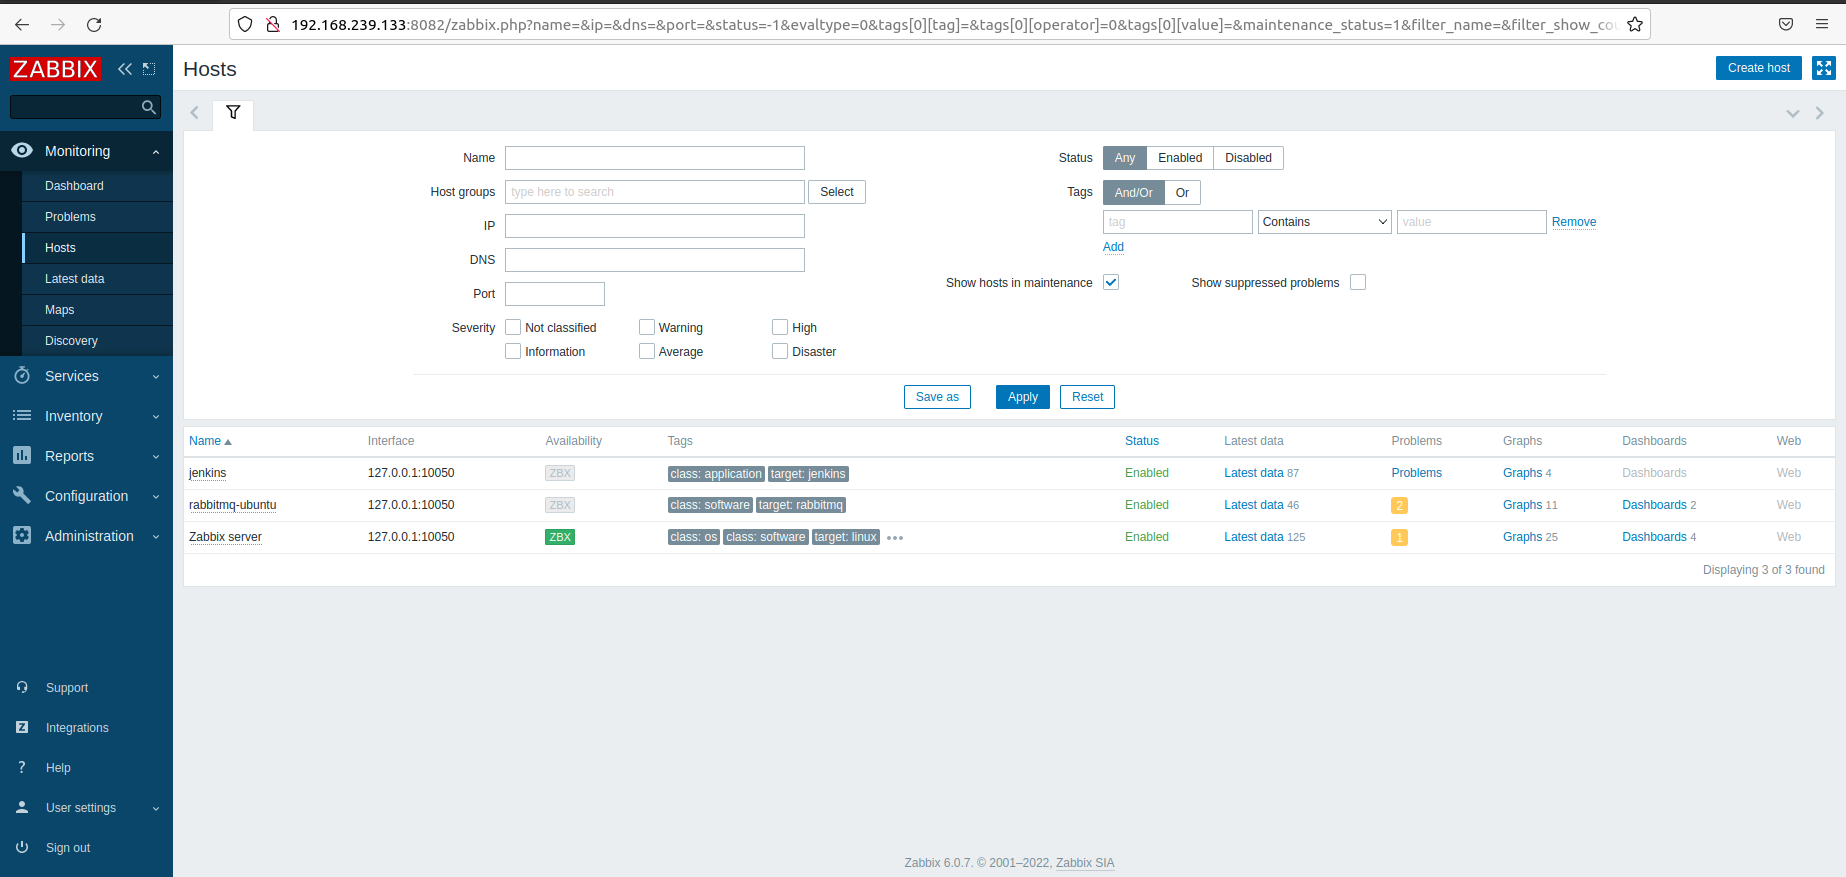 192.168.239.133:8082/zabbix.php?name=&ip=&dns=&port=&status=-1&evaltype=0&tags[0][tag]=&tags[0][operator]=0&tags[0][value]=&maintenance_status=1&filter_name=&filter_show_cou
ZABBIX
Hosts
Create host
Monitoring
Dashboard
Problems
Hosts
Latest data
Maps
Discovery
Services
Inventory
Reports
Configuration
Administration
Support
Integrations
Help
User settings
Sign out
Name
Host groups type here to search Select
IP
DNS
Port
Severity Not classified Warning High
Information Average Disaster
Status Any Enabled Disabled
Tags And/Or Or
tag Contains value Remove
Add
Show hosts in maintenance Show suppressed problems
Save as Apply Reset
Name Interface Availability Tags Status Latest data Problems Graphs Dashboards Web
jenkins 127.0.0.1:10050 ZBX class: application target: jenkins Enabled Latest data 87 Problems Graphs 4 Dashboards Web
rabbitmq-ubuntu 127.0.0.1:10050 ZBX class: software target: rabbitmq Enabled Latest data 46 2 Graphs 11 Dashboards 2 Web
Zabbix server 127.0.0.1:10050 ZBX class: os class: software target: linux Enabled Latest data 125 1 Graphs 25 Dashboards 4 Web
Displaying 3 of 3 found
Zabbix 6.0.7. © 2001–2022, Zabbix SIA